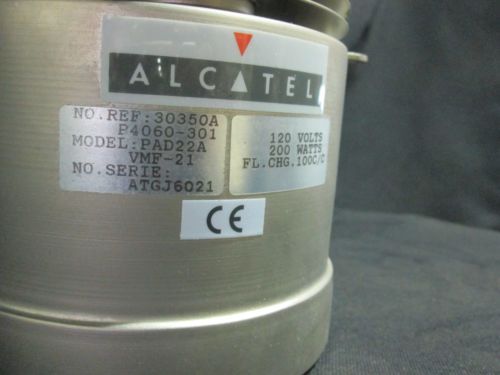 ALCATEL
NO.REF:30350A
P4060-301
MODEL:PAD22A
VMF-21
NO.SERIE:
ATGJ6021
120 VOLTS
200 WATTS
FL.CHG.100C/C
CE